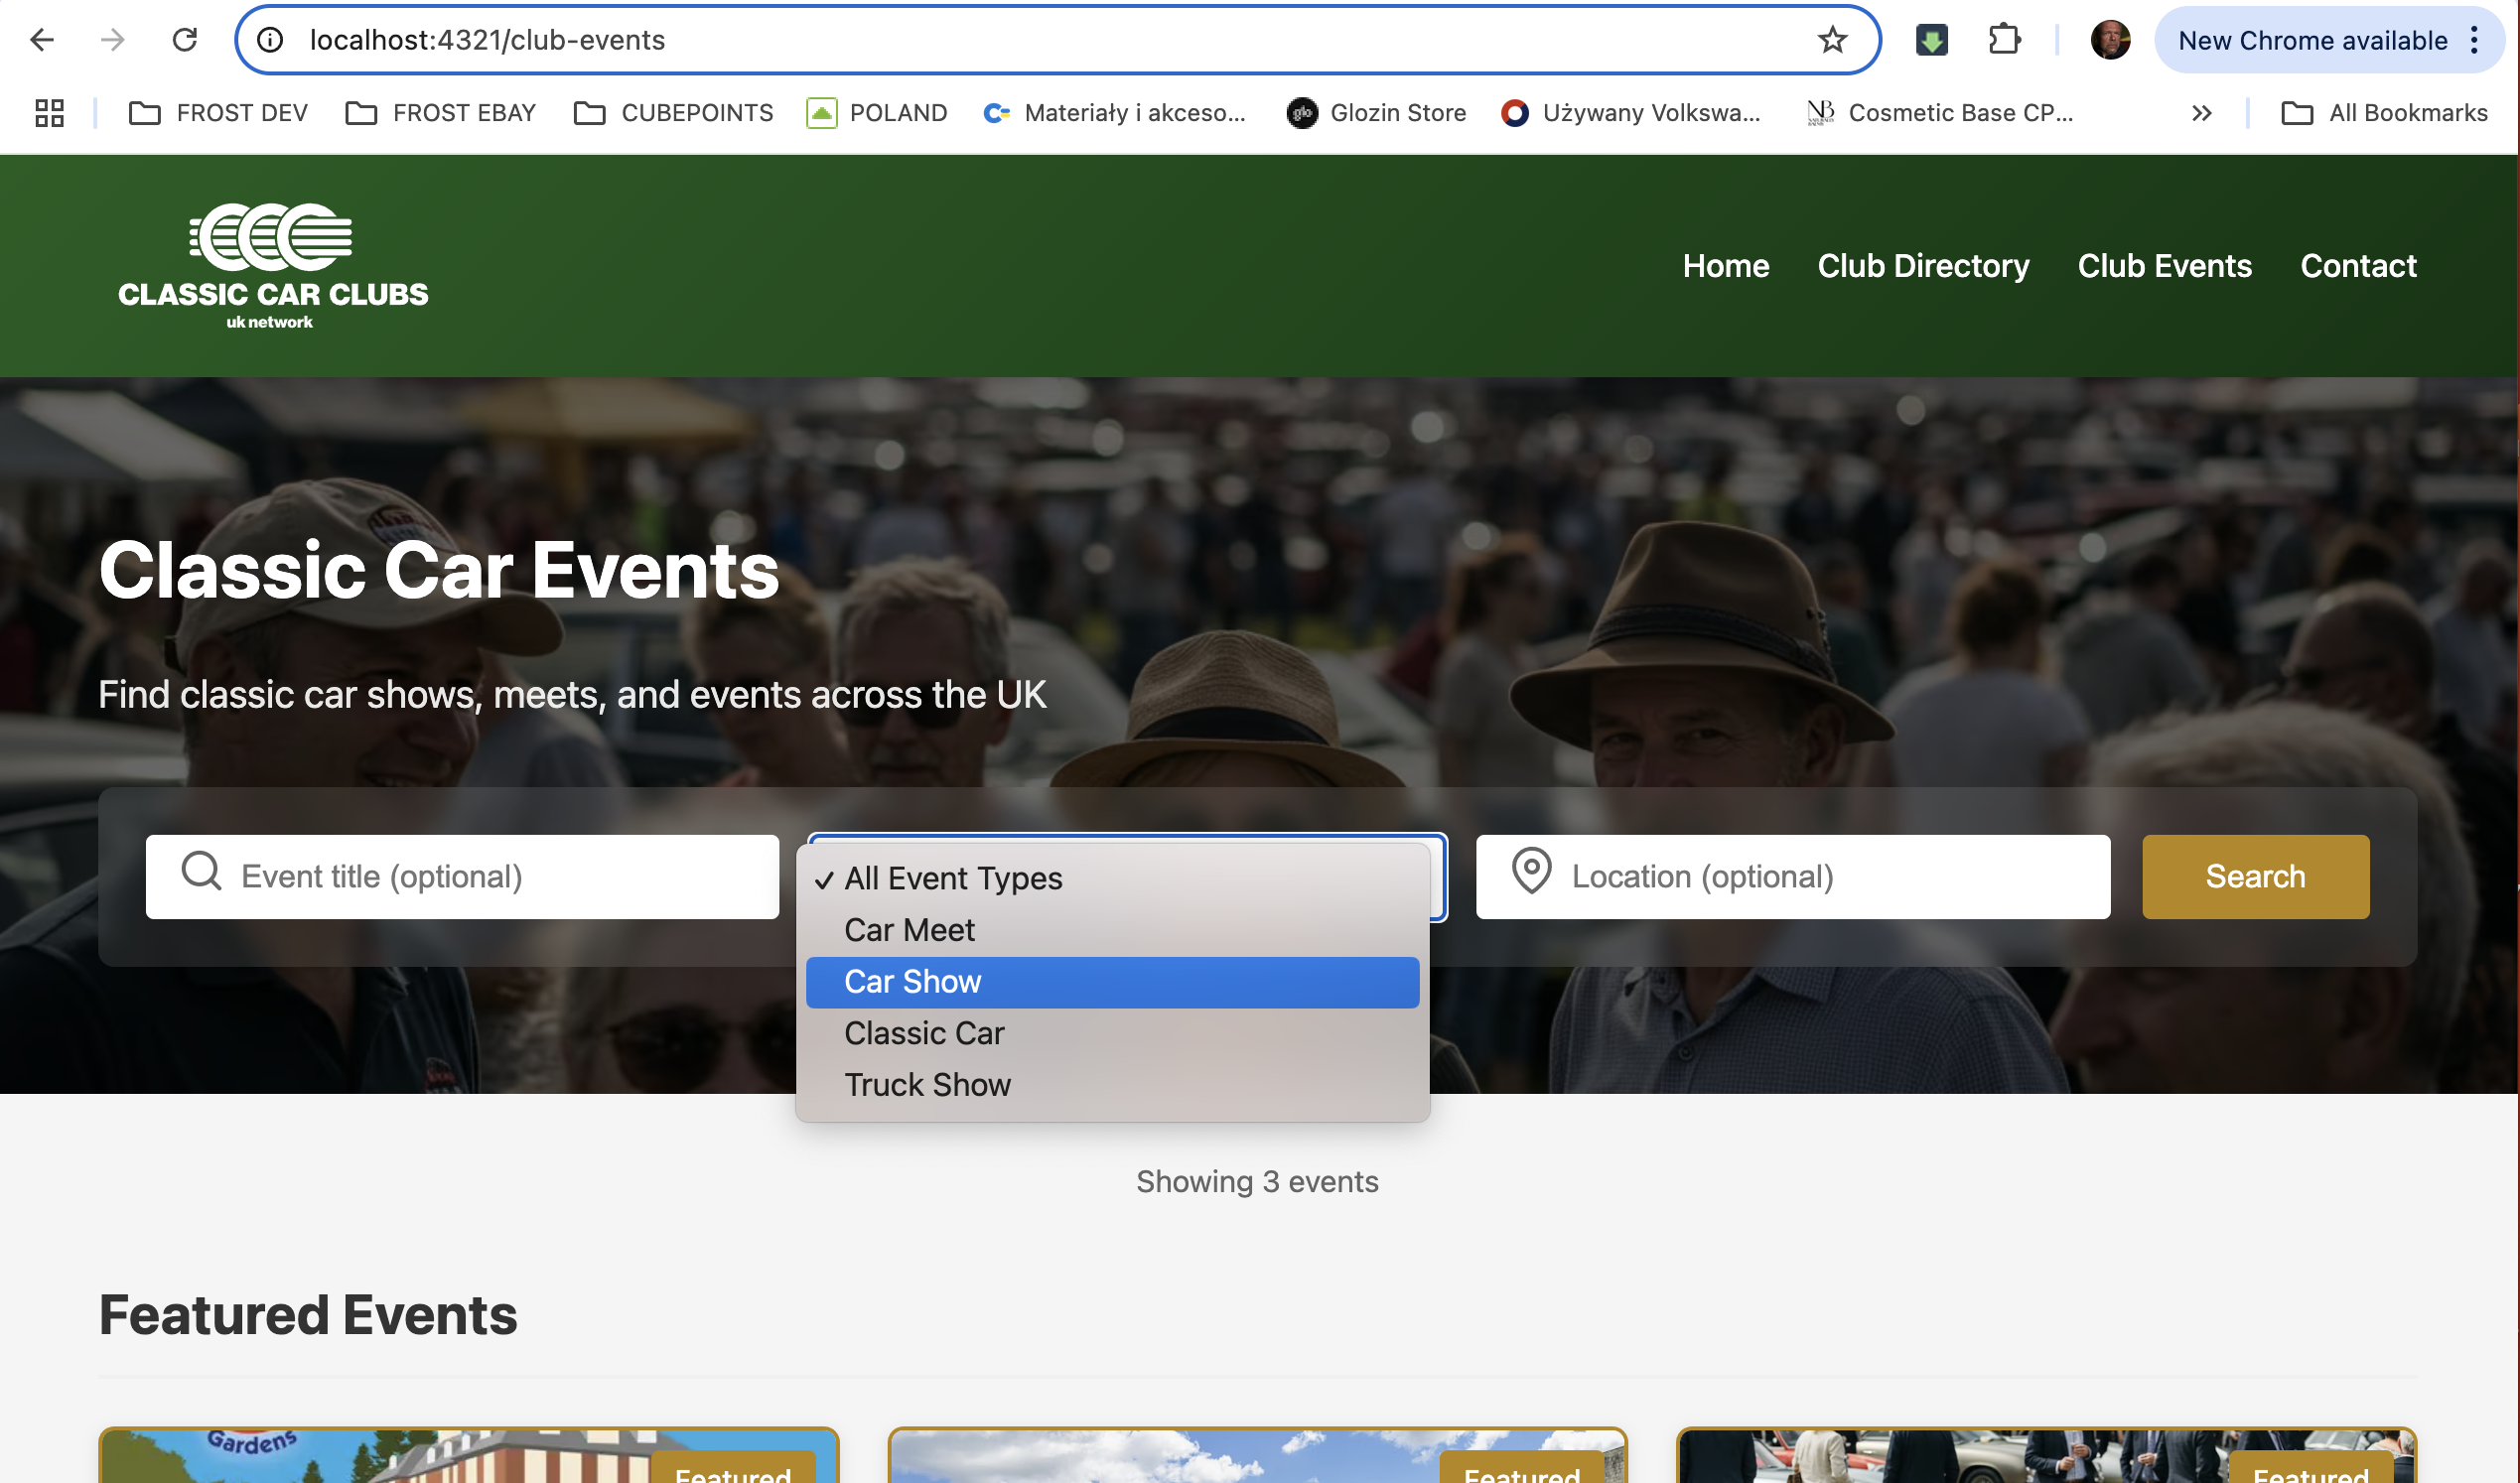 localhost:4321/club-events
New Chrome available
FROST DEV
FROST EBAY
CUBEPOINTS
POLAND
Materiały i akceso...
glo
Glozin Store
Używany Volkswa...
NB
Cosmetic Base CP...
All Bookmarks
CLASSIC CAR CLUBS
uk network
Home
Club Directory
Club Events
Contact
Classic Car Events
Find classic car shows, meets, and events across the UK
Event title (optional)
✓ All Event Types
Car Meet
Car Show
Classic Car
Truck Show
Location (optional)
Search
Showing 3 events
Featured Events
Gardens
Featured
Featured
Featured